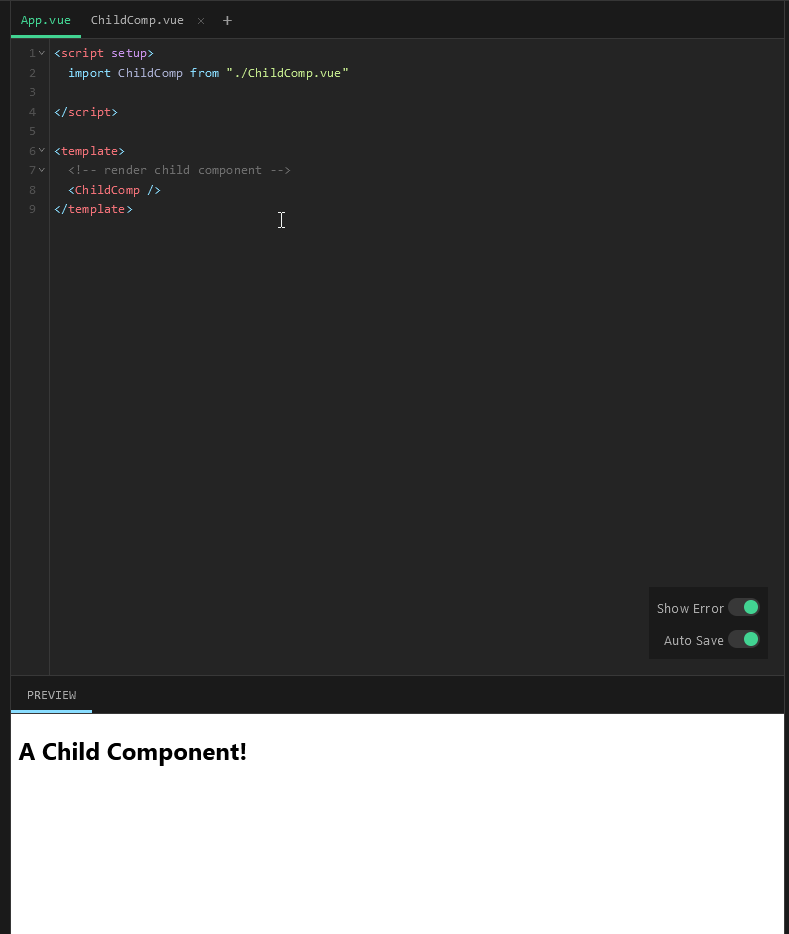 App.vue ChildComp.vue × +
1 <script setup>
2 import ChildComp from "./ChildComp.vue"
3
4 </script>
5
6 <template>
7 <!-- render child component -->
8 <ChildComp />
9 </template>
Show Error
Auto Save
PREVIEW
A Child Component!